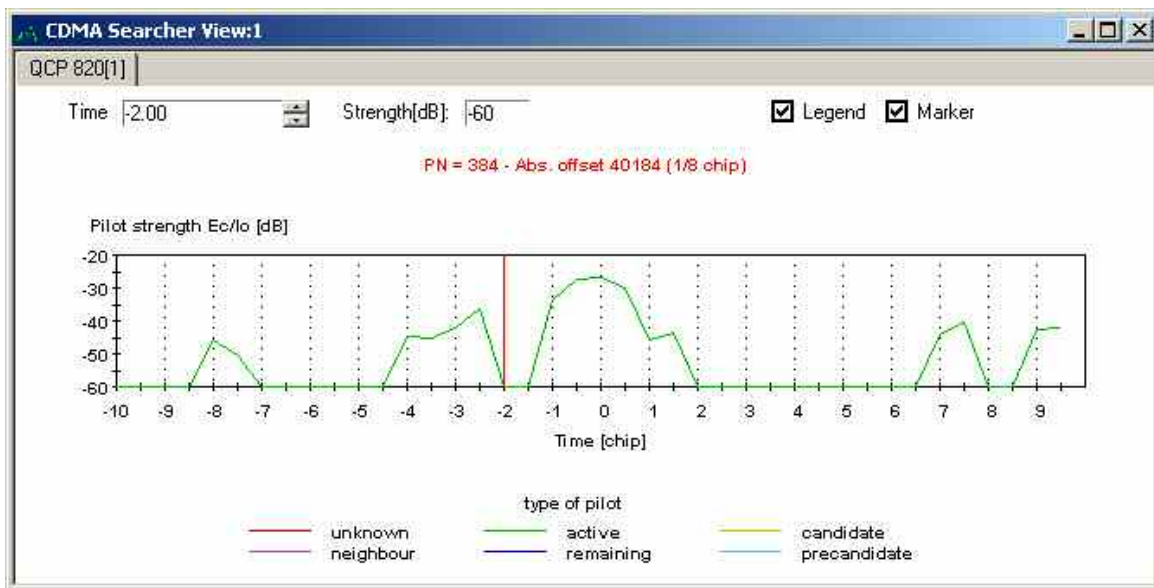 CDMA Searcher View:1
QCP 820[1]
Time -2.00 Strength[dB]: -60 Legend Marker
PN = 384 - Abs. offset 40184 (1/8 chip)
Pilot strength Ec/Io [dB]
-20
-30
-40
-50
-60
-10 -9 -8 -7 -6 -5 -4 -3 -2 -1 0 1 2 3 4 5 6 7 8 9
Time [chip]
type of pilot
unknown active candidate
neighbour remaining precandidate